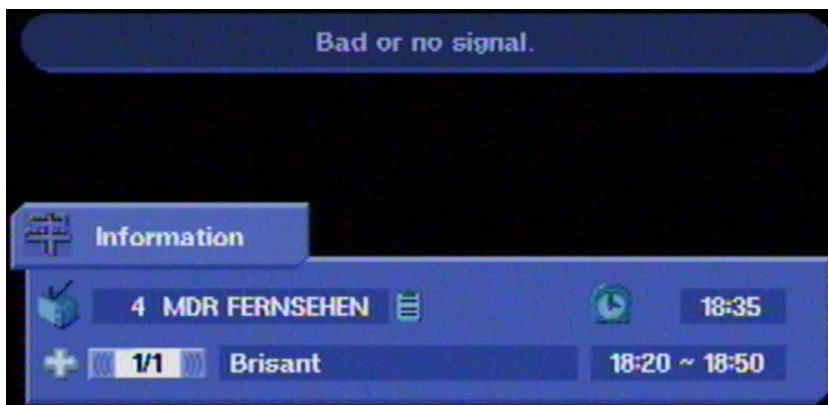 Bad or no signal.
Information
4 MDR FERNSEHEN 18:35
1/1 Brisant 18:20 ~ 18:50